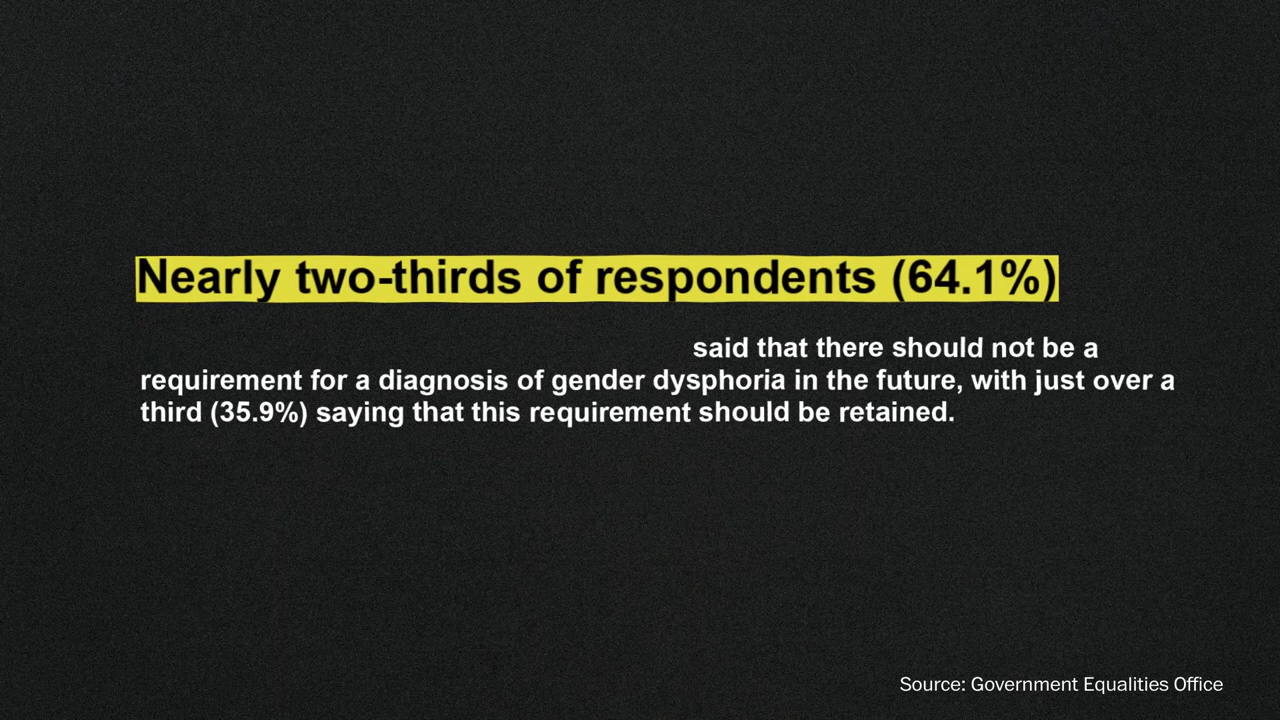 Nearly two-thirds of respondents (64.1%)
said that there should not be a
requirement for a diagnosis of gender dysphoria in the future, with just over a
third (35.9%) saying that this requirement should be retained.
Source: Government Equalities Office